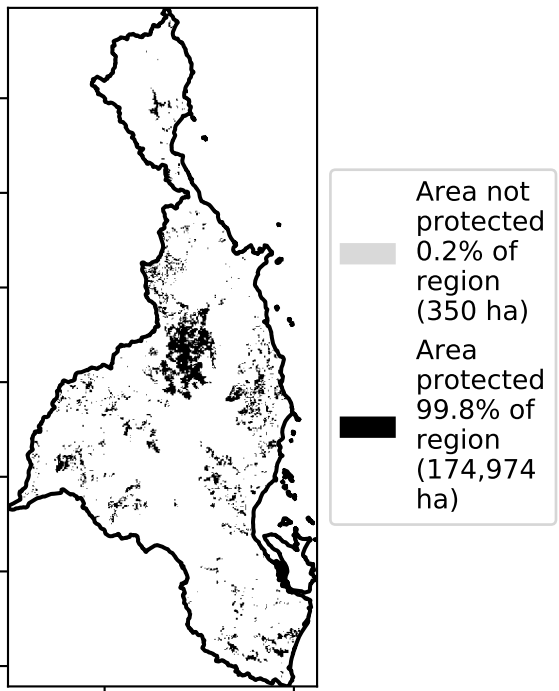 Area not
protected
0.2% of
region
(350 ha)
Area
protected
99.8% of
region
(174,974
ha)